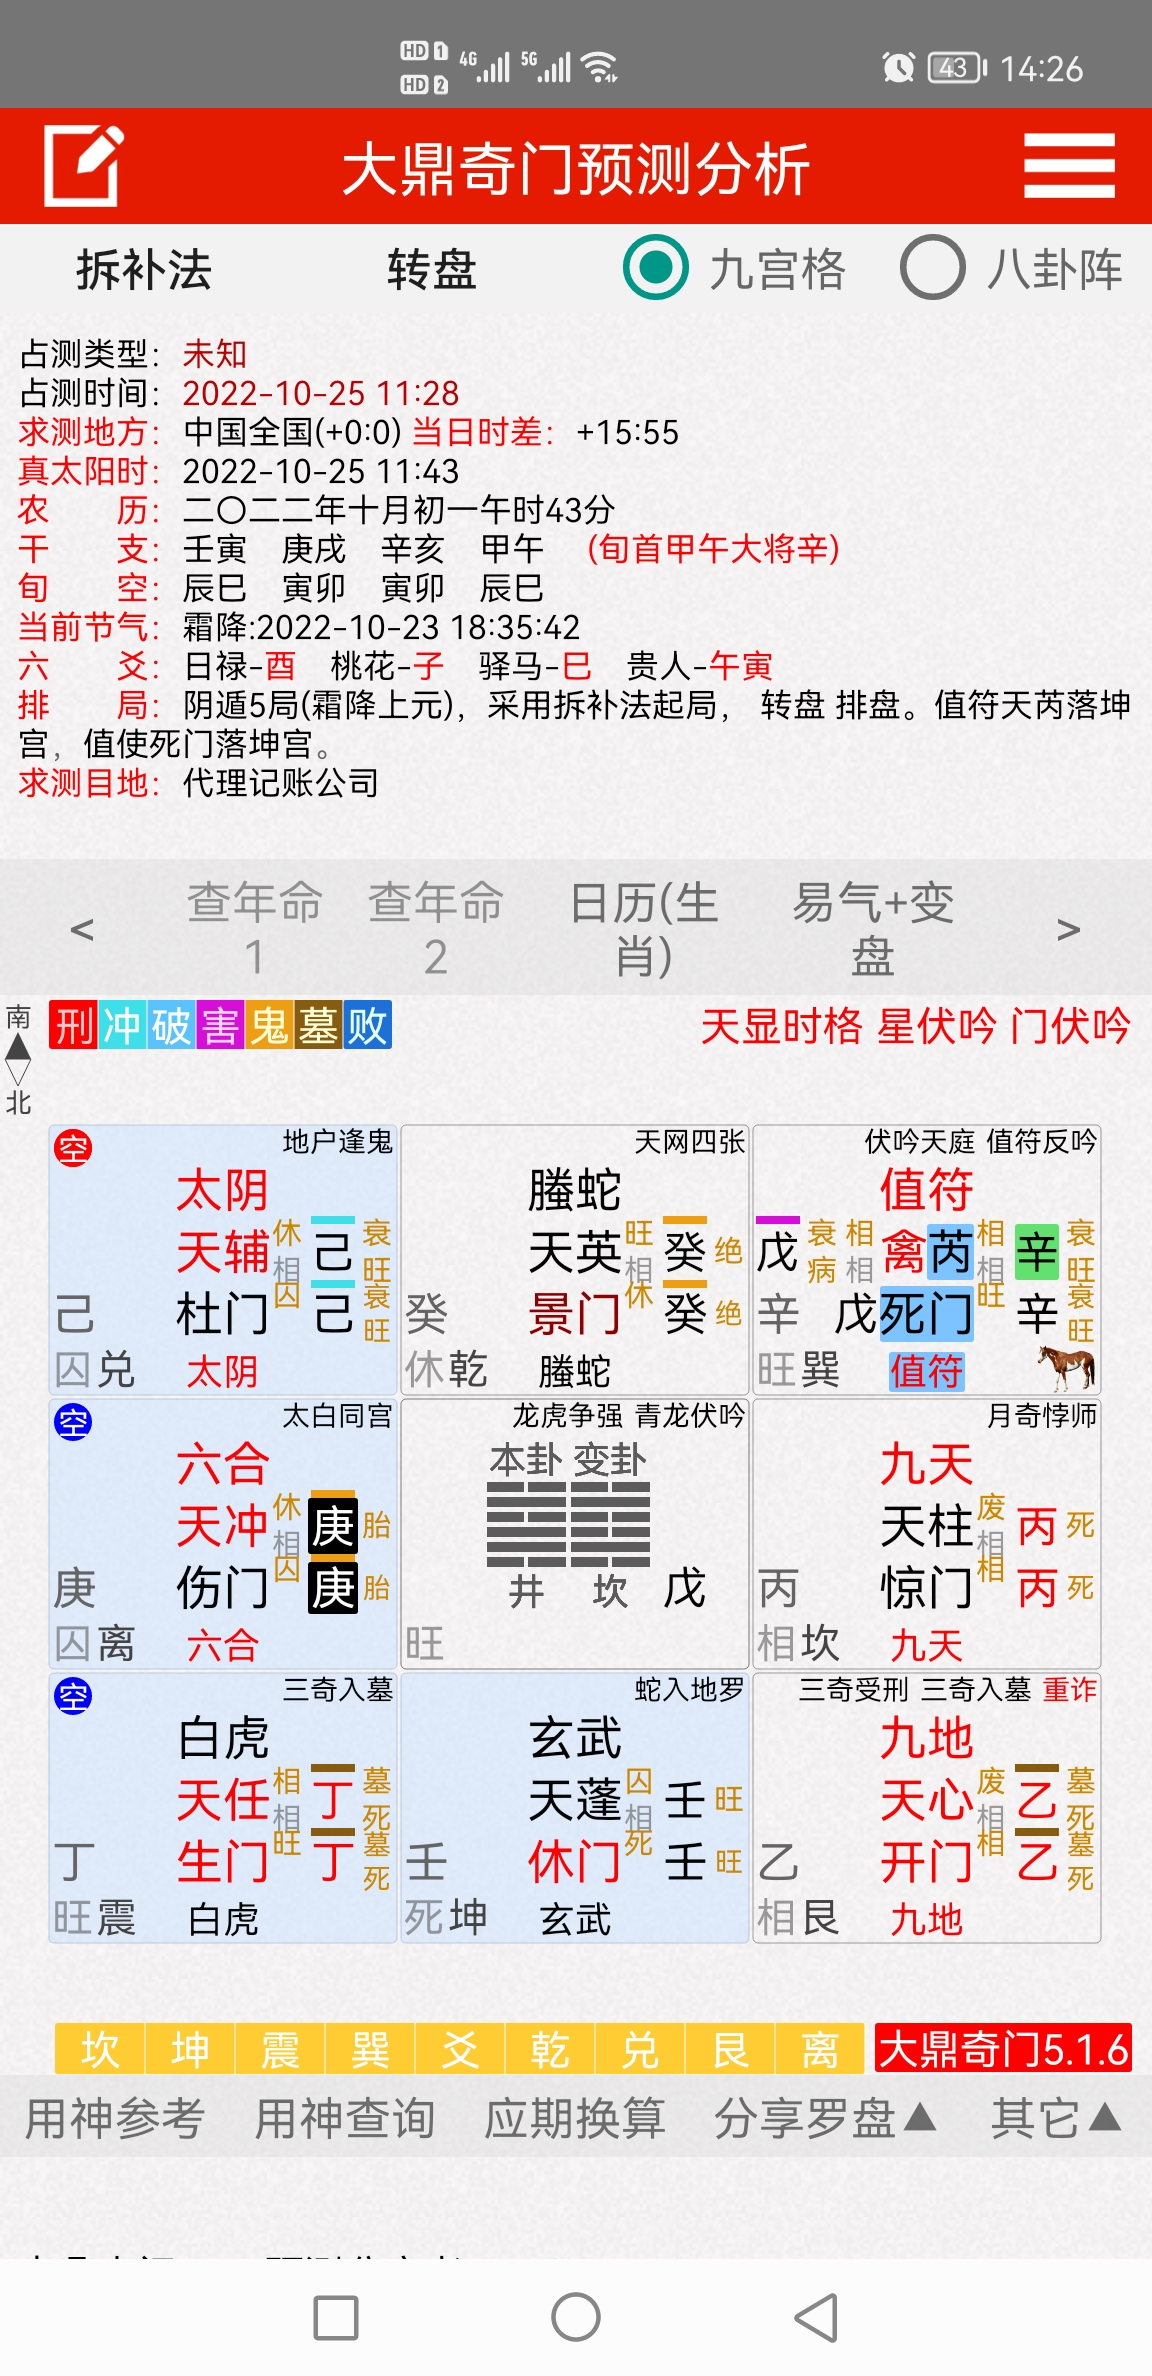 HD 1 4G 5G 43 14:26
HD 2
大鼎奇门预测分析
拆补法 转盘 九宫格 八卦阵
占测类型：未知
占测时间：2022-10-25 11:28
求测地方：中国全国(+0:0) 当日时差：+15:55
真太阳时：2022-10-25 11:43
农 历：二〇二二年十月初一午时43分
干 支：壬寅 庚戌 辛亥 甲午 (旬首甲午大将辛)
旬 空：辰巳 寅卯 寅卯 辰巳
当前节气：霜降:2022-10-23 18:35:42
六 爻：日禄-酉 桃花-子 驿马-巳 贵人-午寅
排 局：阴遁5局(霜降上元)，采用拆补法起局， 转盘 排盘。值符天芮落坤
宫，值使死门落坤宫。
求测目地：代理记账公司
< 查年命1 查年命2 日历(生肖) 易气+变盘 >
南
北
刑冲破害鬼墓败 天显时格 星伏吟 门伏吟
空 地户逢鬼
太阴
天辅 休 相 己 衰 旺
己 杜门 囚 己 衰 旺
囚兑 太阴
天网四张
螣蛇
天英 旺 相 癸 绝
癸 景门 休 癸 绝
休乾 螣蛇
伏吟天庭 值符反吟
值符
戊 衰 病 相 相 禽芮 相 相 辛 衰 旺
辛 戊 死门 旺 辛 衰 旺
旺巽 值符
空 太白同宫
六合
天冲 休 相 庚 胎
庚 伤门 囚 庚 胎
囚离 六合
龙虎争强 青龙伏吟
本卦 变卦
井 坎 戊
旺
月奇悖师
九天
天柱 废 相 丙 死
丙 惊门 相 丙 死
相坎 九天
空 三奇入墓
白虎
天任 相 相 丁 墓 死
丁 生门 旺 丁 墓 死
旺震 白虎
蛇入地罗
玄武
天蓬 囚 相 壬 旺
壬 休门 死 壬 旺
死坤 玄武
三奇受刑 三奇入墓 重诈
九地
天心 废 相 乙 墓 死
乙 开门 相 乙 墓 死
相艮 九地
坎 坤 震 巽 爻 乾 兑 艮 离 大鼎奇门5.1.6
用神参考 用神查询 应期换算 分享罗盘▲ 其它▲